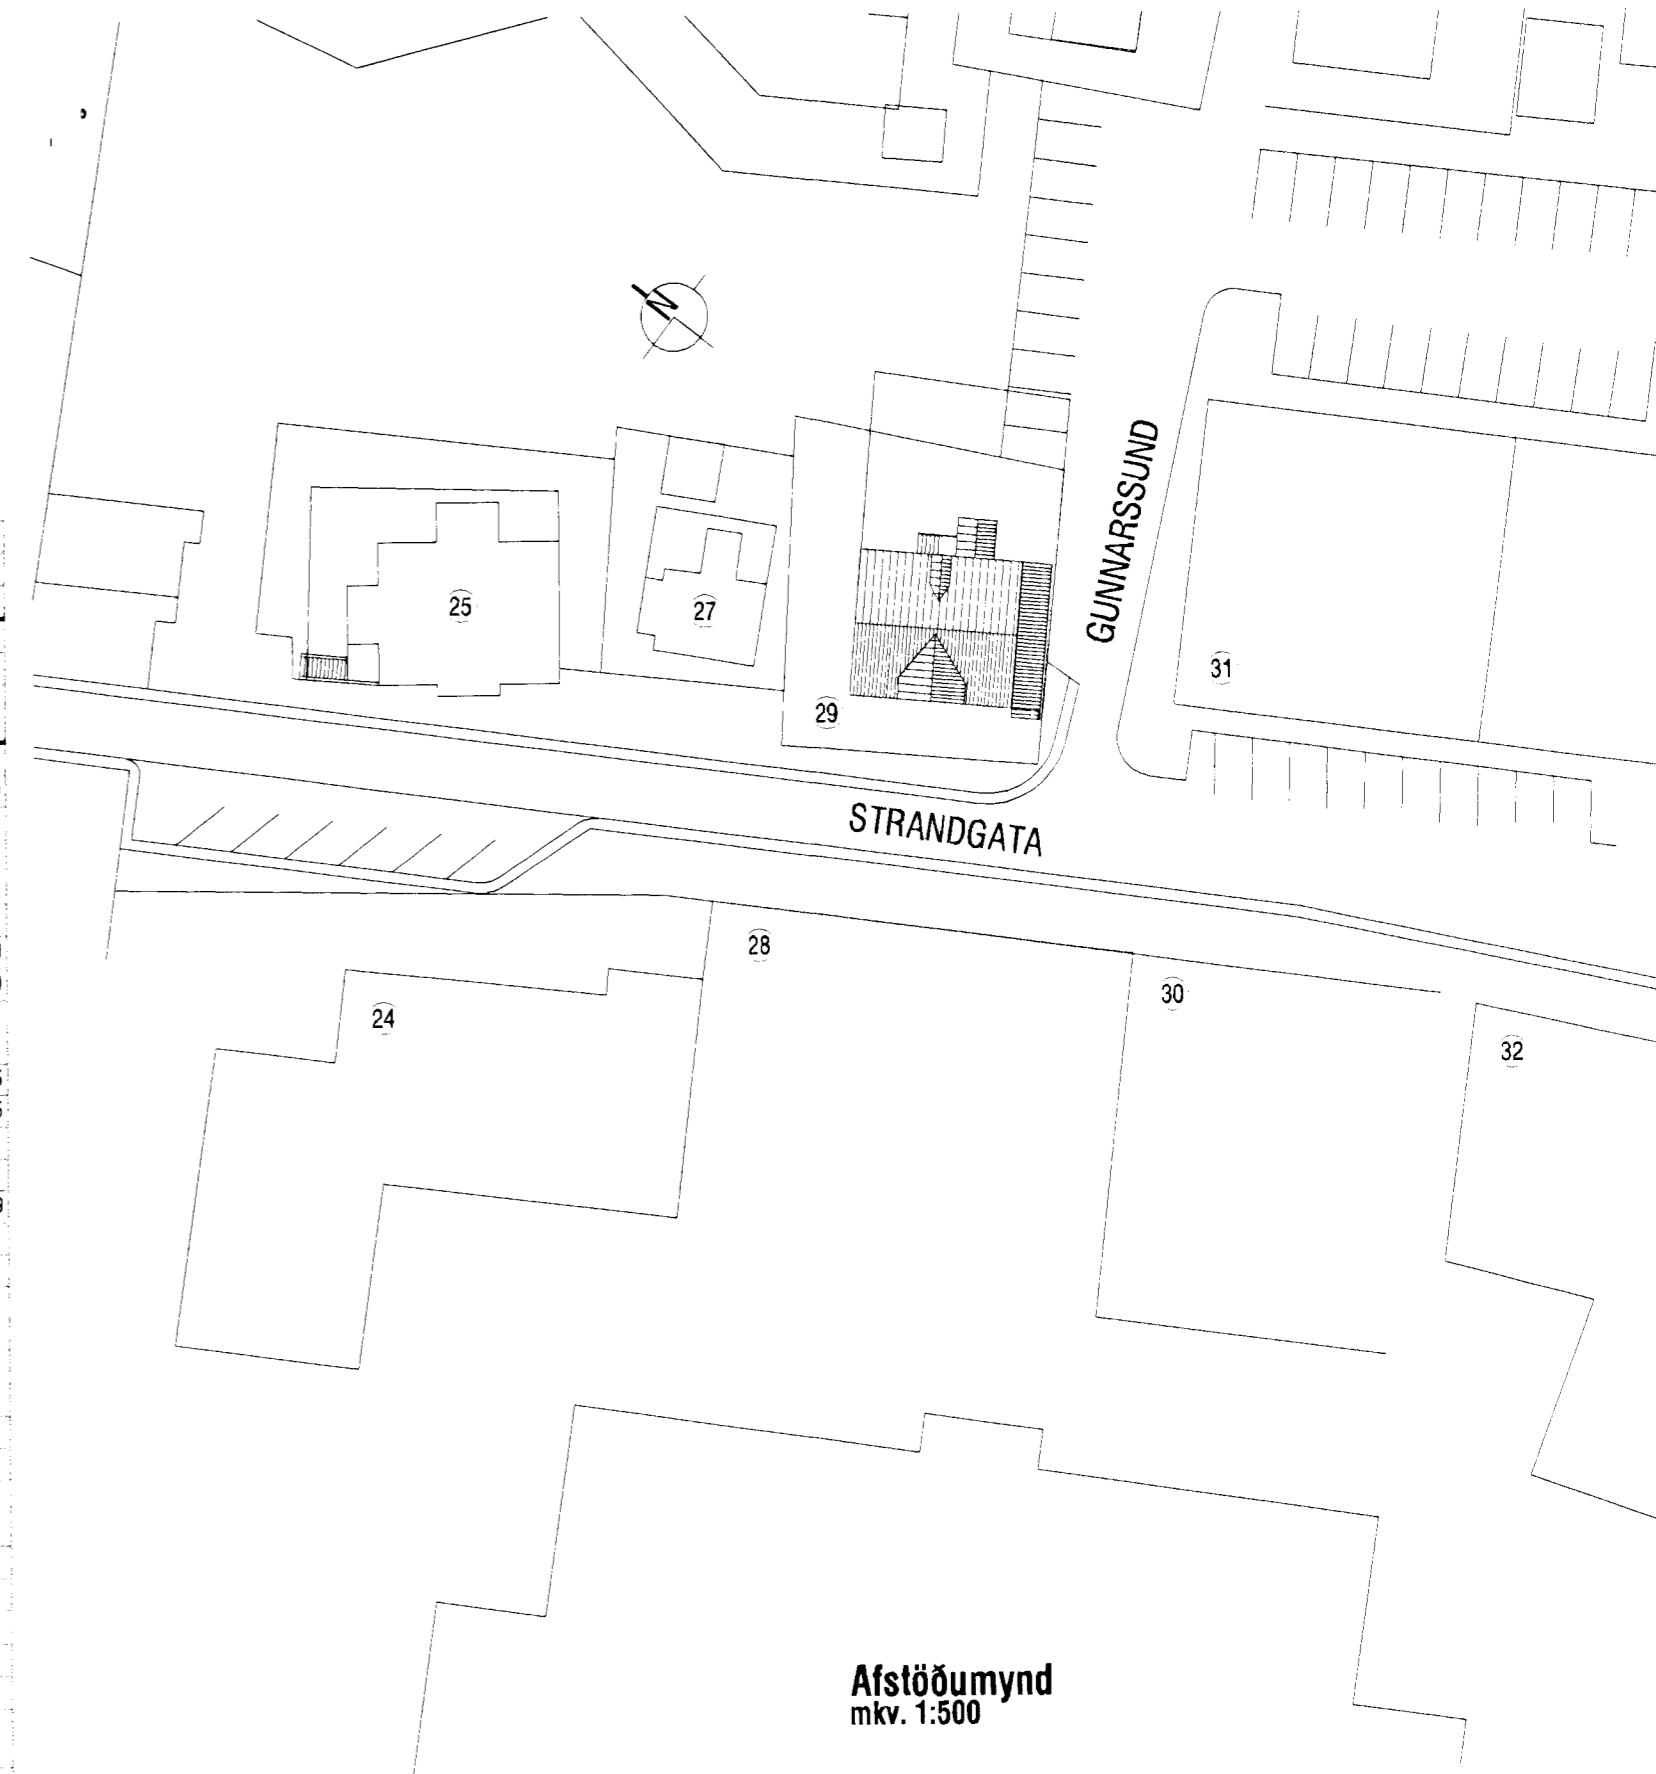 N
GUNNARSSUND
25
27
31
29
STRANDGATA
28
30
24
32
Afstöðumynd
mkv. 1:500